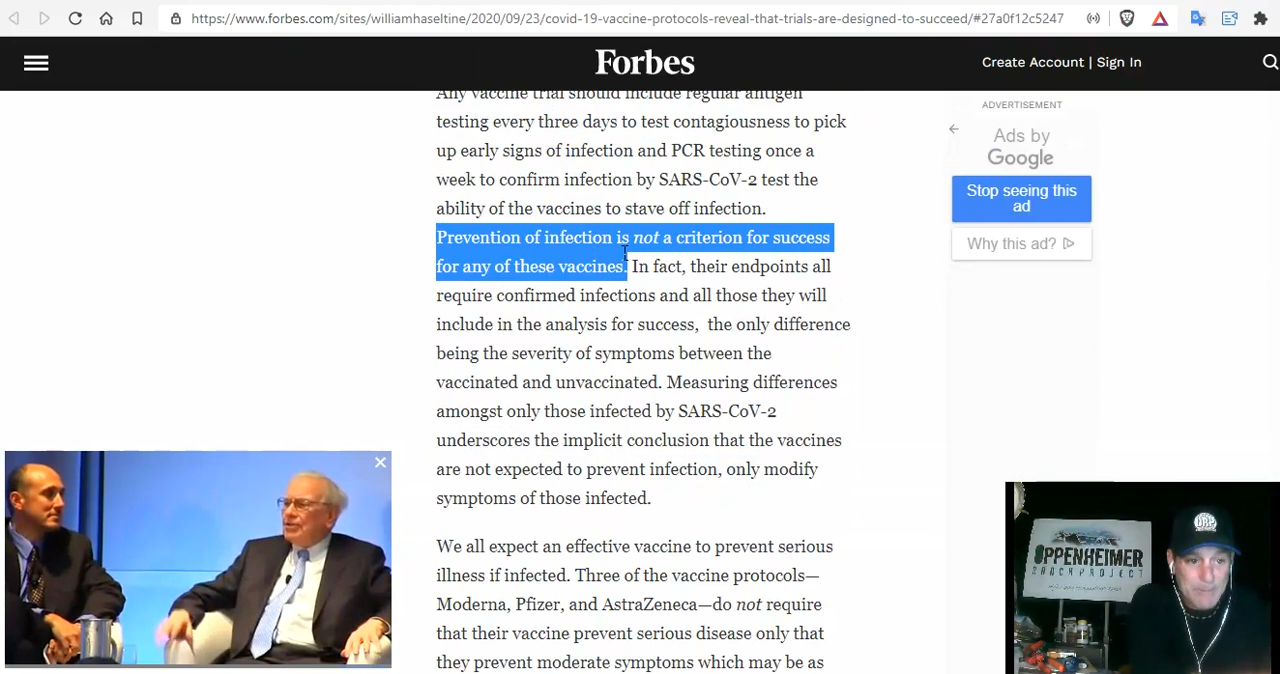 https://www.forbes.com/sites/williamhaseltine/2020/09/23/covid-19-vaccine-protocols-reveal-that-trials-are-designed-to-succeed/#27a0f12c5247
Forbes
Create Account | Sign In
Any vaccine trial should include regular antigen
testing every three days to test contagiousness to pick
up early signs of infection and PCR testing once a
week to confirm infection by SARS-CoV-2 test the
ability of the vaccines to stave off infection.
Prevention of infection is not a criterion for success
for any of these vaccines. In fact, their endpoints all
require confirmed infections and all those they will
include in the analysis for success,  the only difference
being the severity of symptoms between the
vaccinated and unvaccinated. Measuring differences
amongst only those infected by SARS-CoV-2
underscores the implicit conclusion that the vaccines
are not expected to prevent infection, only modify
symptoms of those infected.
We all expect an effective vaccine to prevent serious
illness if infected. Three of the vaccine protocols—
Moderna, Pfizer, and AstraZeneca—do not require
that their vaccine prevent serious disease only that
they prevent moderate symptoms which may be as
ADVERTISEMENT
Ads by
Google
Stop seeing this
ad
Why this ad?
OPPENHEIMER
RANCH PROJECT